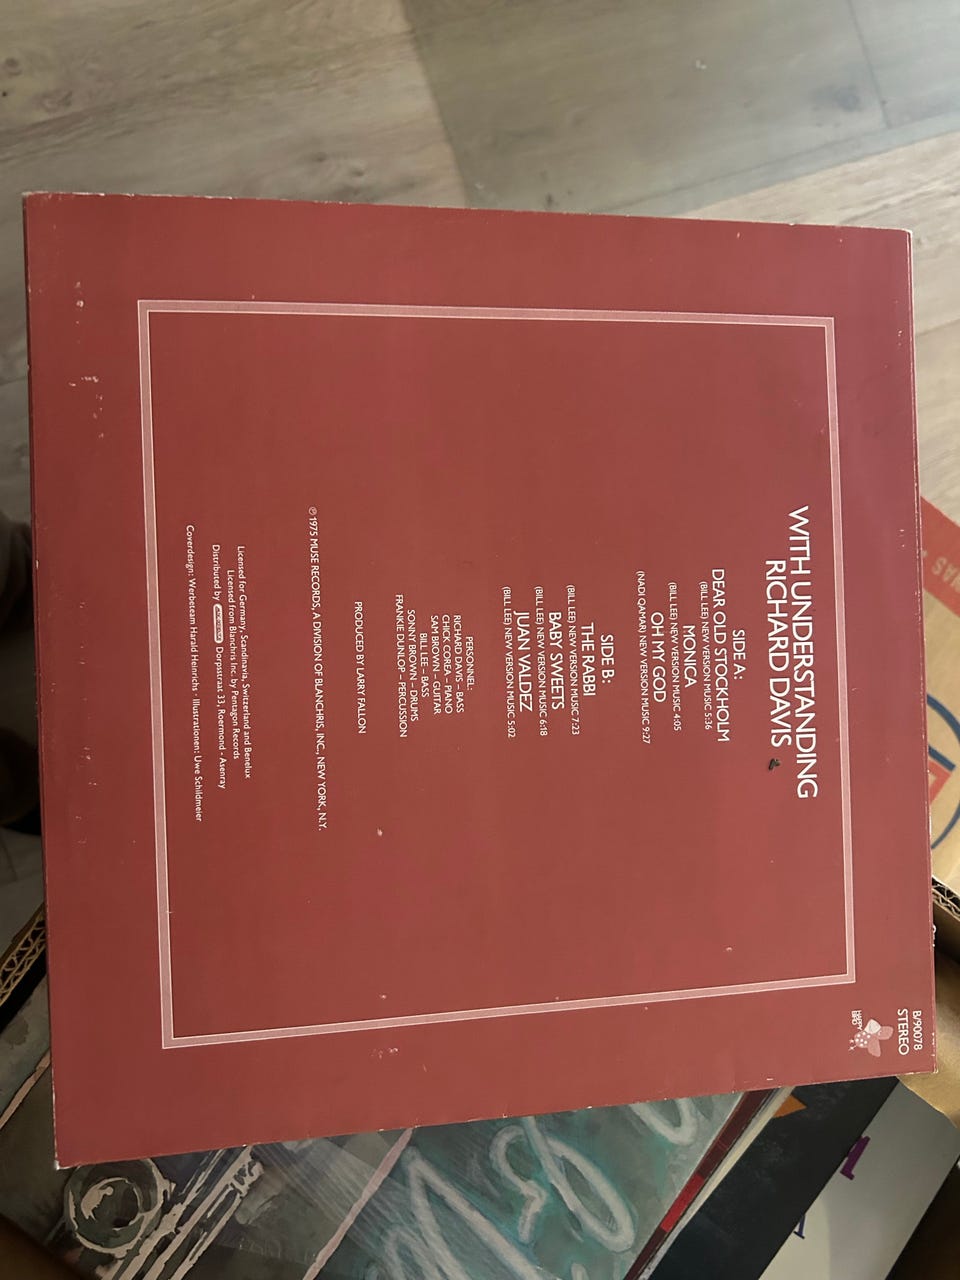 B/90078
STEREO
HAPPY
BIRD
WITH UNDERSTANDING
RICHARD DAVIS
SIDE A:
DEAR OLD STOCKHOLM
(BILL LEE) NEW VERSION MUSIC 5:36
MONICA
(BILL LEE) NEW VERSION MUSIC 4:05
OH MY GOD
(NADI QAMAR) NEW VERSION MUSIC 9:27
SIDE B:
THE RABBI
(BILL LEE) NEW VERSION MUSIC 7:23
BABY SWEETS
(BILL LEE) NEW VERSION MUSIC 6:18
JUAN VALDEZ
(BILL LEE) NEW VERSION MUSIC 5:02
PERSONNEL:
RICHARD DAVIS – BASS
CHICK COREA – PIANO
SAM BROWN – GUITAR
BILL LEE – BASS
SONNY BROWN – DRUMS
FRANKIE DUNLOP – PERCUSSION
PRODUCED BY LARRY FALLON
℗ 1975 MUSE RECORDS, A DIVISION OF BLANCHRIS, INC., NEW YORK, N.Y.
Licensed for Germany, Scandinavia, Switzerland and Benelux
Licensed from Blanchris Inc. by Pentagon Records
Distributed by Dorpsstraat 33, Roermond - Asenray
Coverdesign: Werbeteam Harald Heinrichs · Illustrationen: Uwe Schildmeier